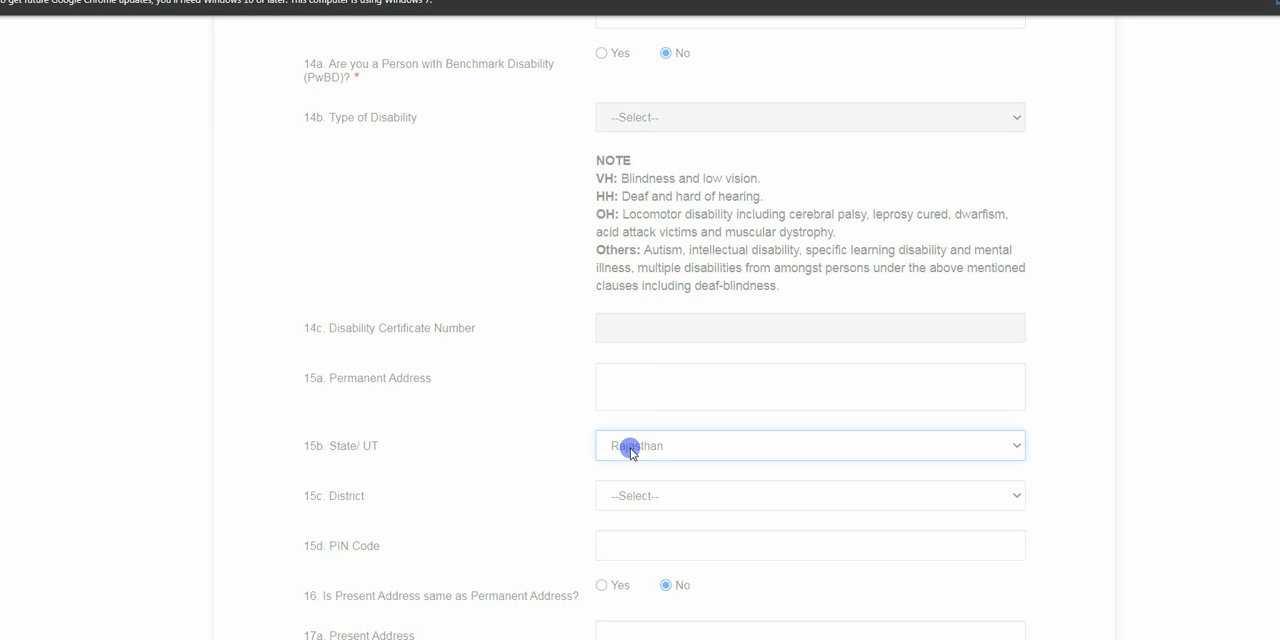 o get future Google Chrome updates, you'll need Windows 10 or later. This computer is using Windows 7.
14a. Are you a Person with Benchmark Disability
(PwBD)? *
Yes No
14b. Type of Disability
--Select--
NOTE
VH: Blindness and low vision.
HH: Deaf and hard of hearing.
OH: Locomotor disability including cerebral palsy, leprosy cured, dwarfism,
acid attack victims and muscular dystrophy.
Others: Autism, intellectual disability, specific learning disability and mental
illness, multiple disabilities from amongst persons under the above mentioned
clauses including deaf-blindness.
14c. Disability Certificate Number
15a. Permanent Address
15b. State/ UT
Rajasthan
15c. District
--Select--
15d. PIN Code
16. Is Present Address same as Permanent Address?
Yes No
17a. Present Address